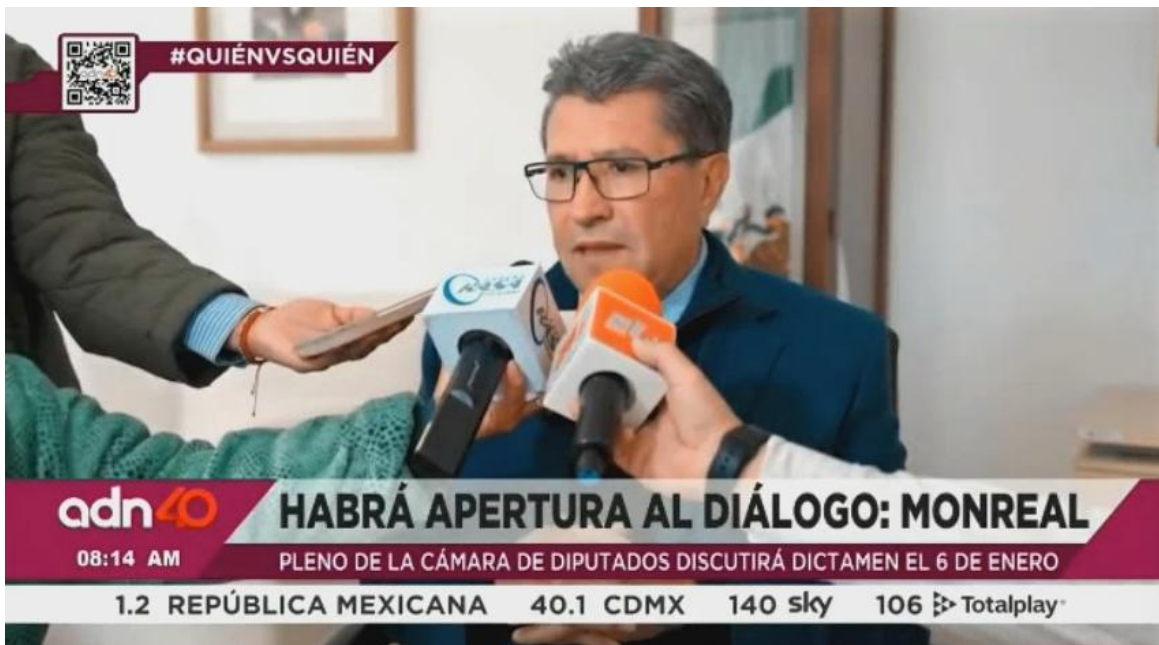 #QUIÉNVSQUIÉN
adn40
HABRÁ APERTURA AL DIÁLOGO: MONREAL
08:14 AM
PLENO DE LA CÁMARA DE DIPUTADOS DISCUTIRÁ DICTAMEN EL 6 DE ENERO
1.2 REPÚBLICA MEXICANA 40.1 CDMX 140 sky 106 Totalplay